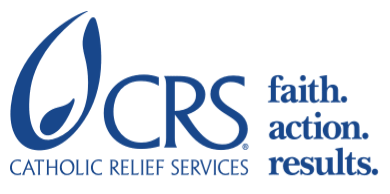 CRS®
CATHOLIC RELIEF SERVICES
faith.
action.
results.